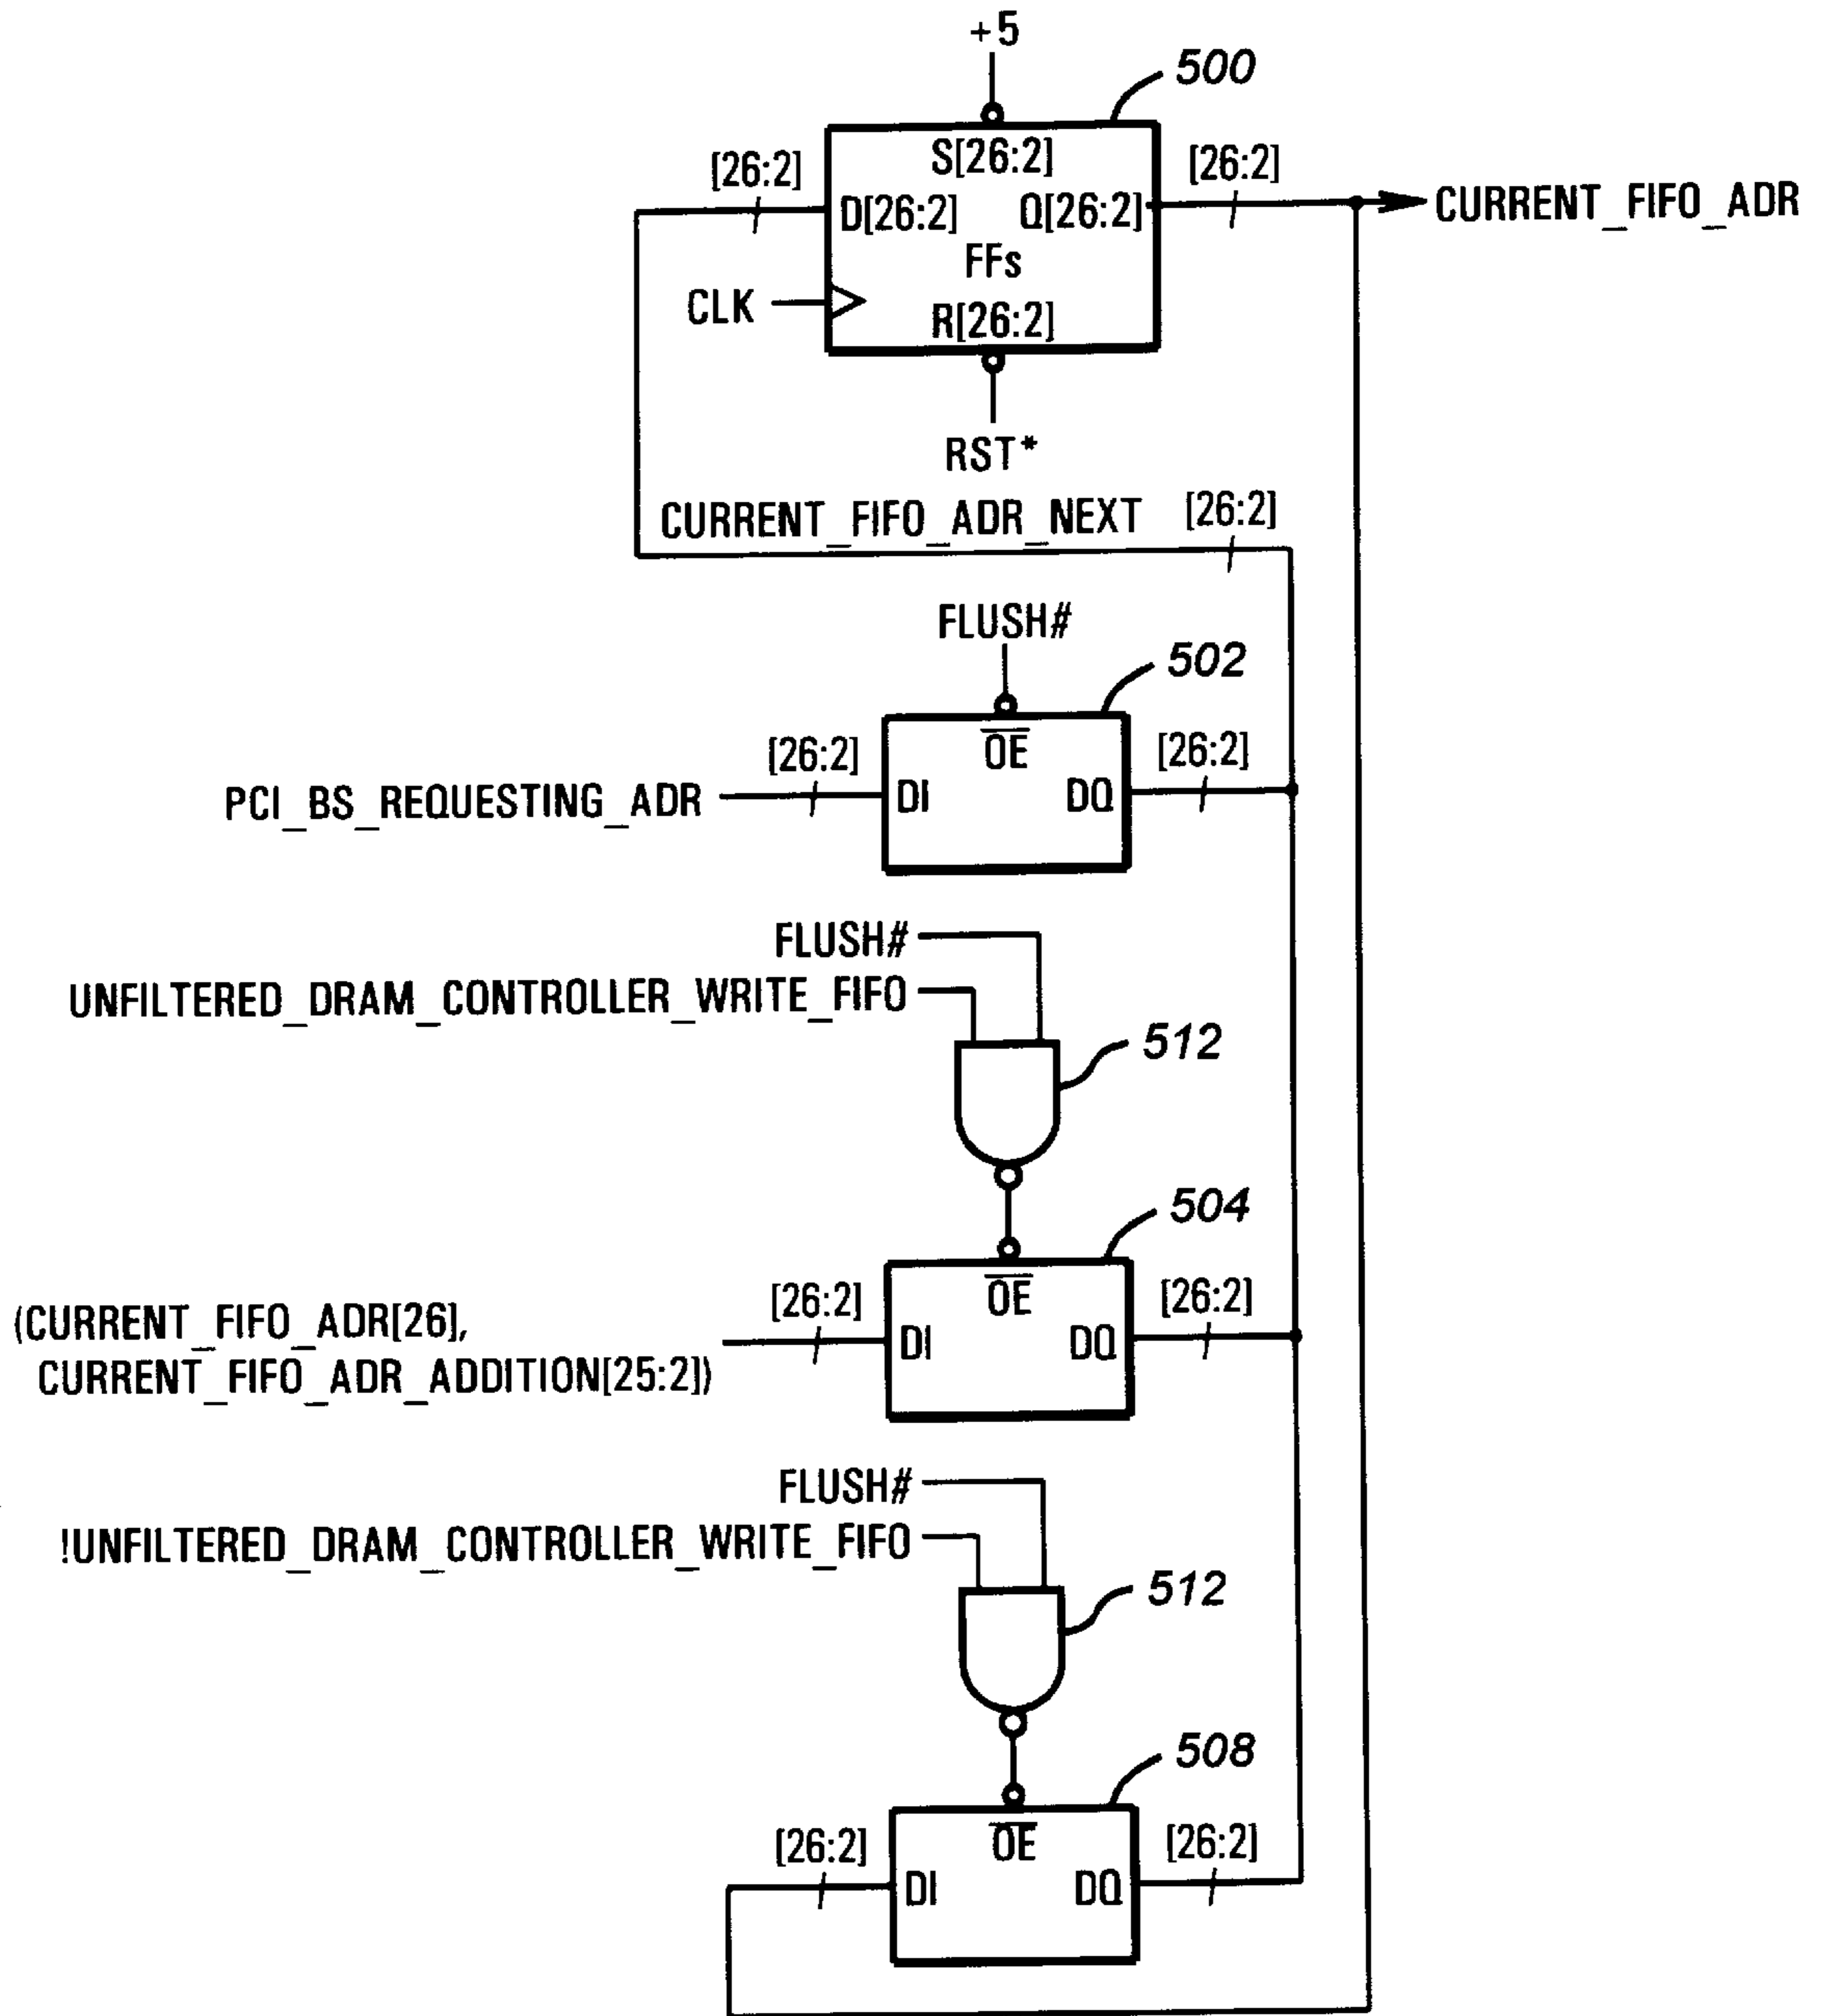 +5
500
[26:2]
S[26:2]
[26:2]
D[26:2]
Q[26:2]
CURRENT_FIFO_ADR
FFs
CLK
R[26:2]
RST*
CURRENT_FIFO_ADR_NEXT
[26:2]
FLUSH#
502
[26:2]
OE
[26:2]
PCI_BS_REQUESTING_ADR
DI
DQ
FLUSH#
UNFILTERED_DRAM_CONTROLLER_WRITE_FIFO
512
504
[26:2]
OE
[26:2]
(CURRENT_FIFO_ADR[26],
CURRENT_FIFO_ADR_ADDITION[25:2])
DI
DQ
FLUSH#
!UNFILTERED_DRAM_CONTROLLER_WRITE_FIFO
512
508
[26:2]
OE
[26:2]
DI
DQ